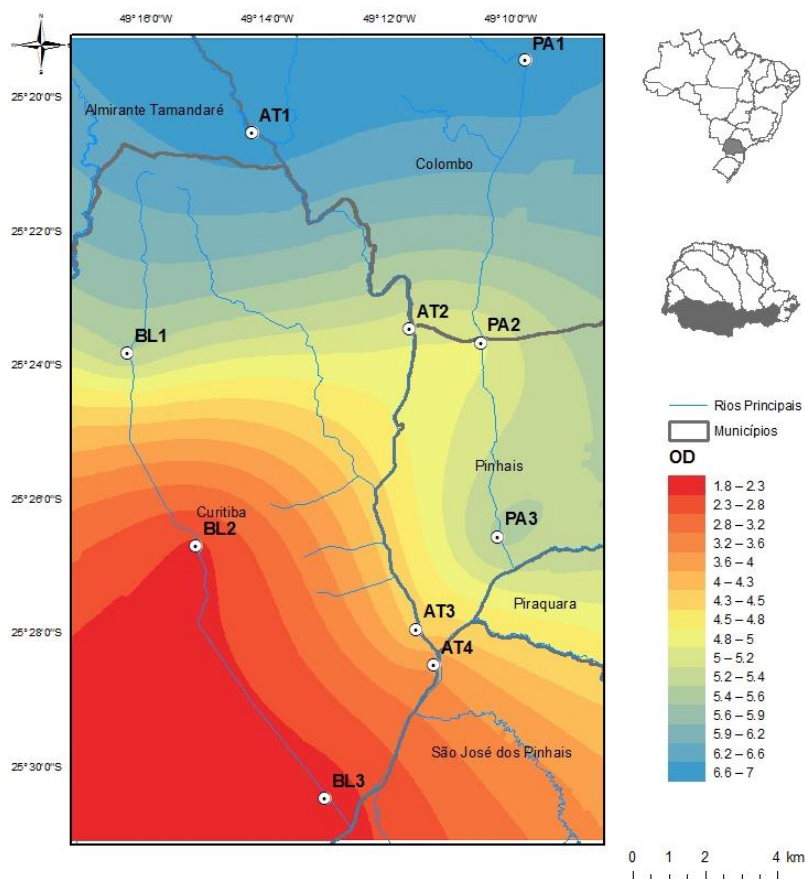 49°16'0"O
49°14'0"O
49°12'0"O
49°10'0"O
25°20'0"S
25°22'0"S
25°24'0"S
25°26'0"S
25°28'0"S
25°30'0"S
PA1
Almirante Tamandaré
AT1
Colombo
AT2
PA2
BL1
Pinhais
Curitiba
PA3
BL2
Piraquara
AT3
AT4
São José dos Pinhais
BL3
Rios Principais
Municípios
OD
1.8 – 2.3
2.3 – 2.8
2.8 – 3.2
3.2 – 3.6
3.6 – 4
4 – 4.3
4.3 – 4.5
4.5 – 4.8
4.8 – 5
5 – 5.2
5.2 – 5.4
5.4 – 5.6
5.6 – 5.9
5.9 – 6.2
6.2 – 6.6
6.6 – 7
0 1 2 4 km